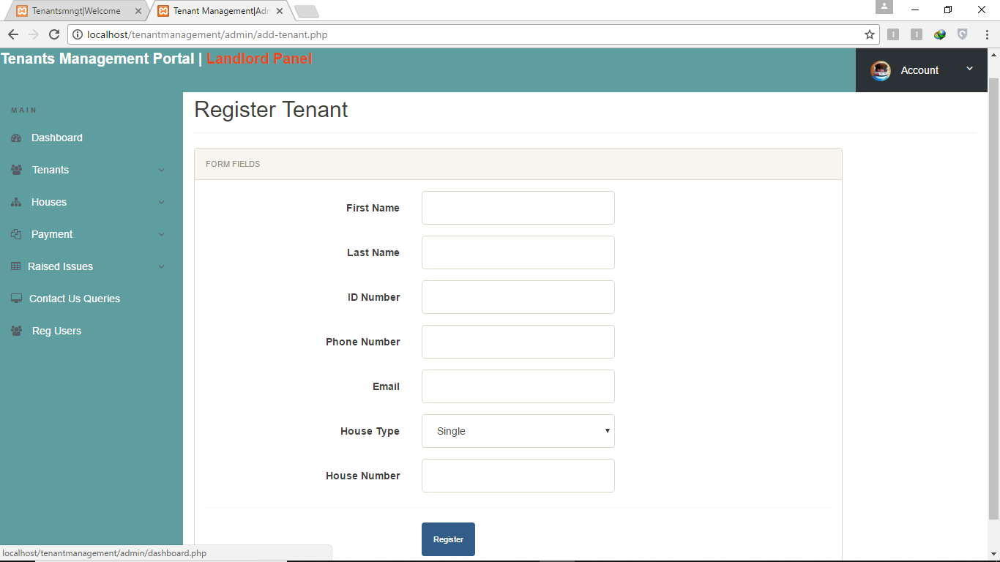 Tenantsmngt|Welcome
Tenant Management|Adm
localhost/tenantmanagement/admin/add-tenant.php
Tenants Management Portal | Landlord Panel
Account
MAIN
Dashboard
Tenants
Houses
Payment
Raised Issues
Contact Us Queries
Reg Users
Register Tenant
FORM FIELDS
First Name
Last Name
ID Number
Phone Number
Email
House Type
Single
House Number
Register
localhost/tenantmanagement/admin/dashboard.php